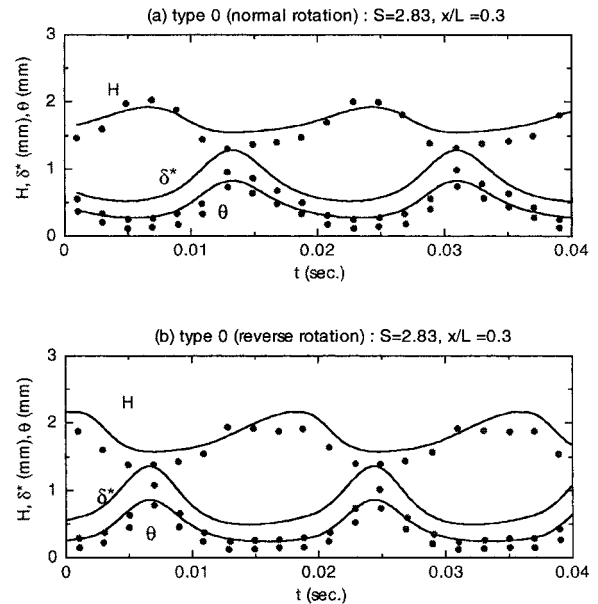 (a) type 0 (normal rotation) : S=2.83, x/L =0.3
3
2
1
0
H, δ* (mm), θ (mm)
H
δ*
θ
0 0.01 0.02 0.03 0.04
t (sec.)
(b) type 0 (reverse rotation) : S=2.83, x/L =0.3
3
2
1
0
H, δ* (mm), θ (mm)
H
δ*
θ
0 0.01 0.02 0.03 0.04
t (sec.)